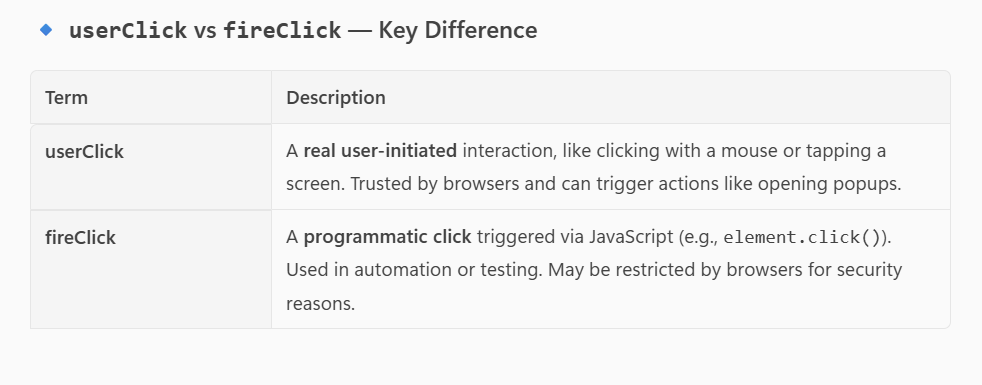 userClick vs fireClick — Key Difference
Term
Description
userClick
A real user-initiated interaction, like clicking with a mouse or tapping a
screen. Trusted by browsers and can trigger actions like opening popups.
fireClick
A programmatic click triggered via JavaScript (e.g., element.click()).
Used in automation or testing. May be restricted by browsers for security
reasons.